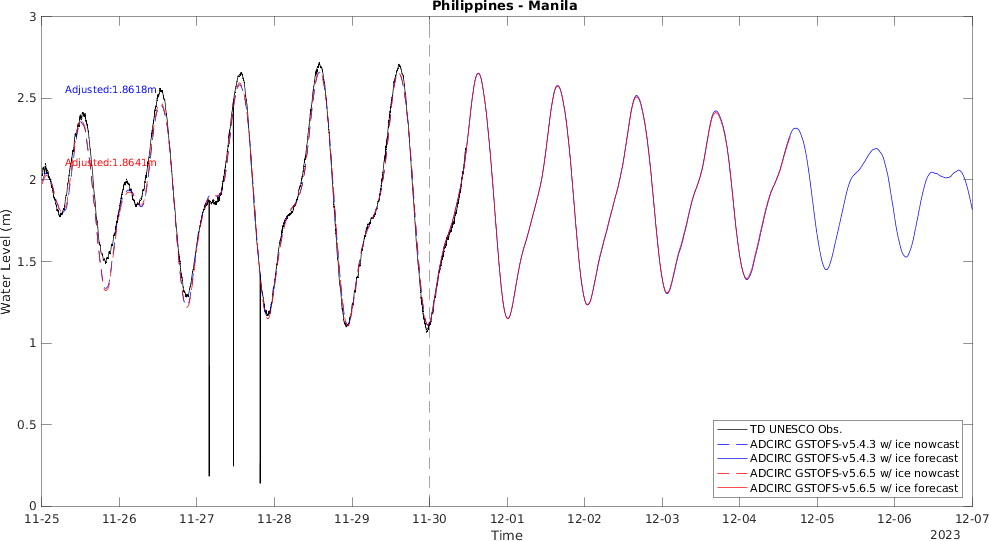 Philippines - Manila
3
2.5
2
1.5
1
0.5
0
Water Level (m)
Adjusted:1.8618m
Adjusted:1.8641m
TD UNESCO Obs.
ADCIRC GSTOFS-v5.4.3 w/ ice nowcast
ADCIRC GSTOFS-v5.4.3 w/ ice forecast
ADCIRC GSTOFS-v5.6.5 w/ ice nowcast
ADCIRC GSTOFS-v5.6.5 w/ ice forecast
11-25 11-26 11-27 11-28 11-29 11-30 12-01 12-02 12-03 12-04 12-05 12-06 12-07
Time
2023